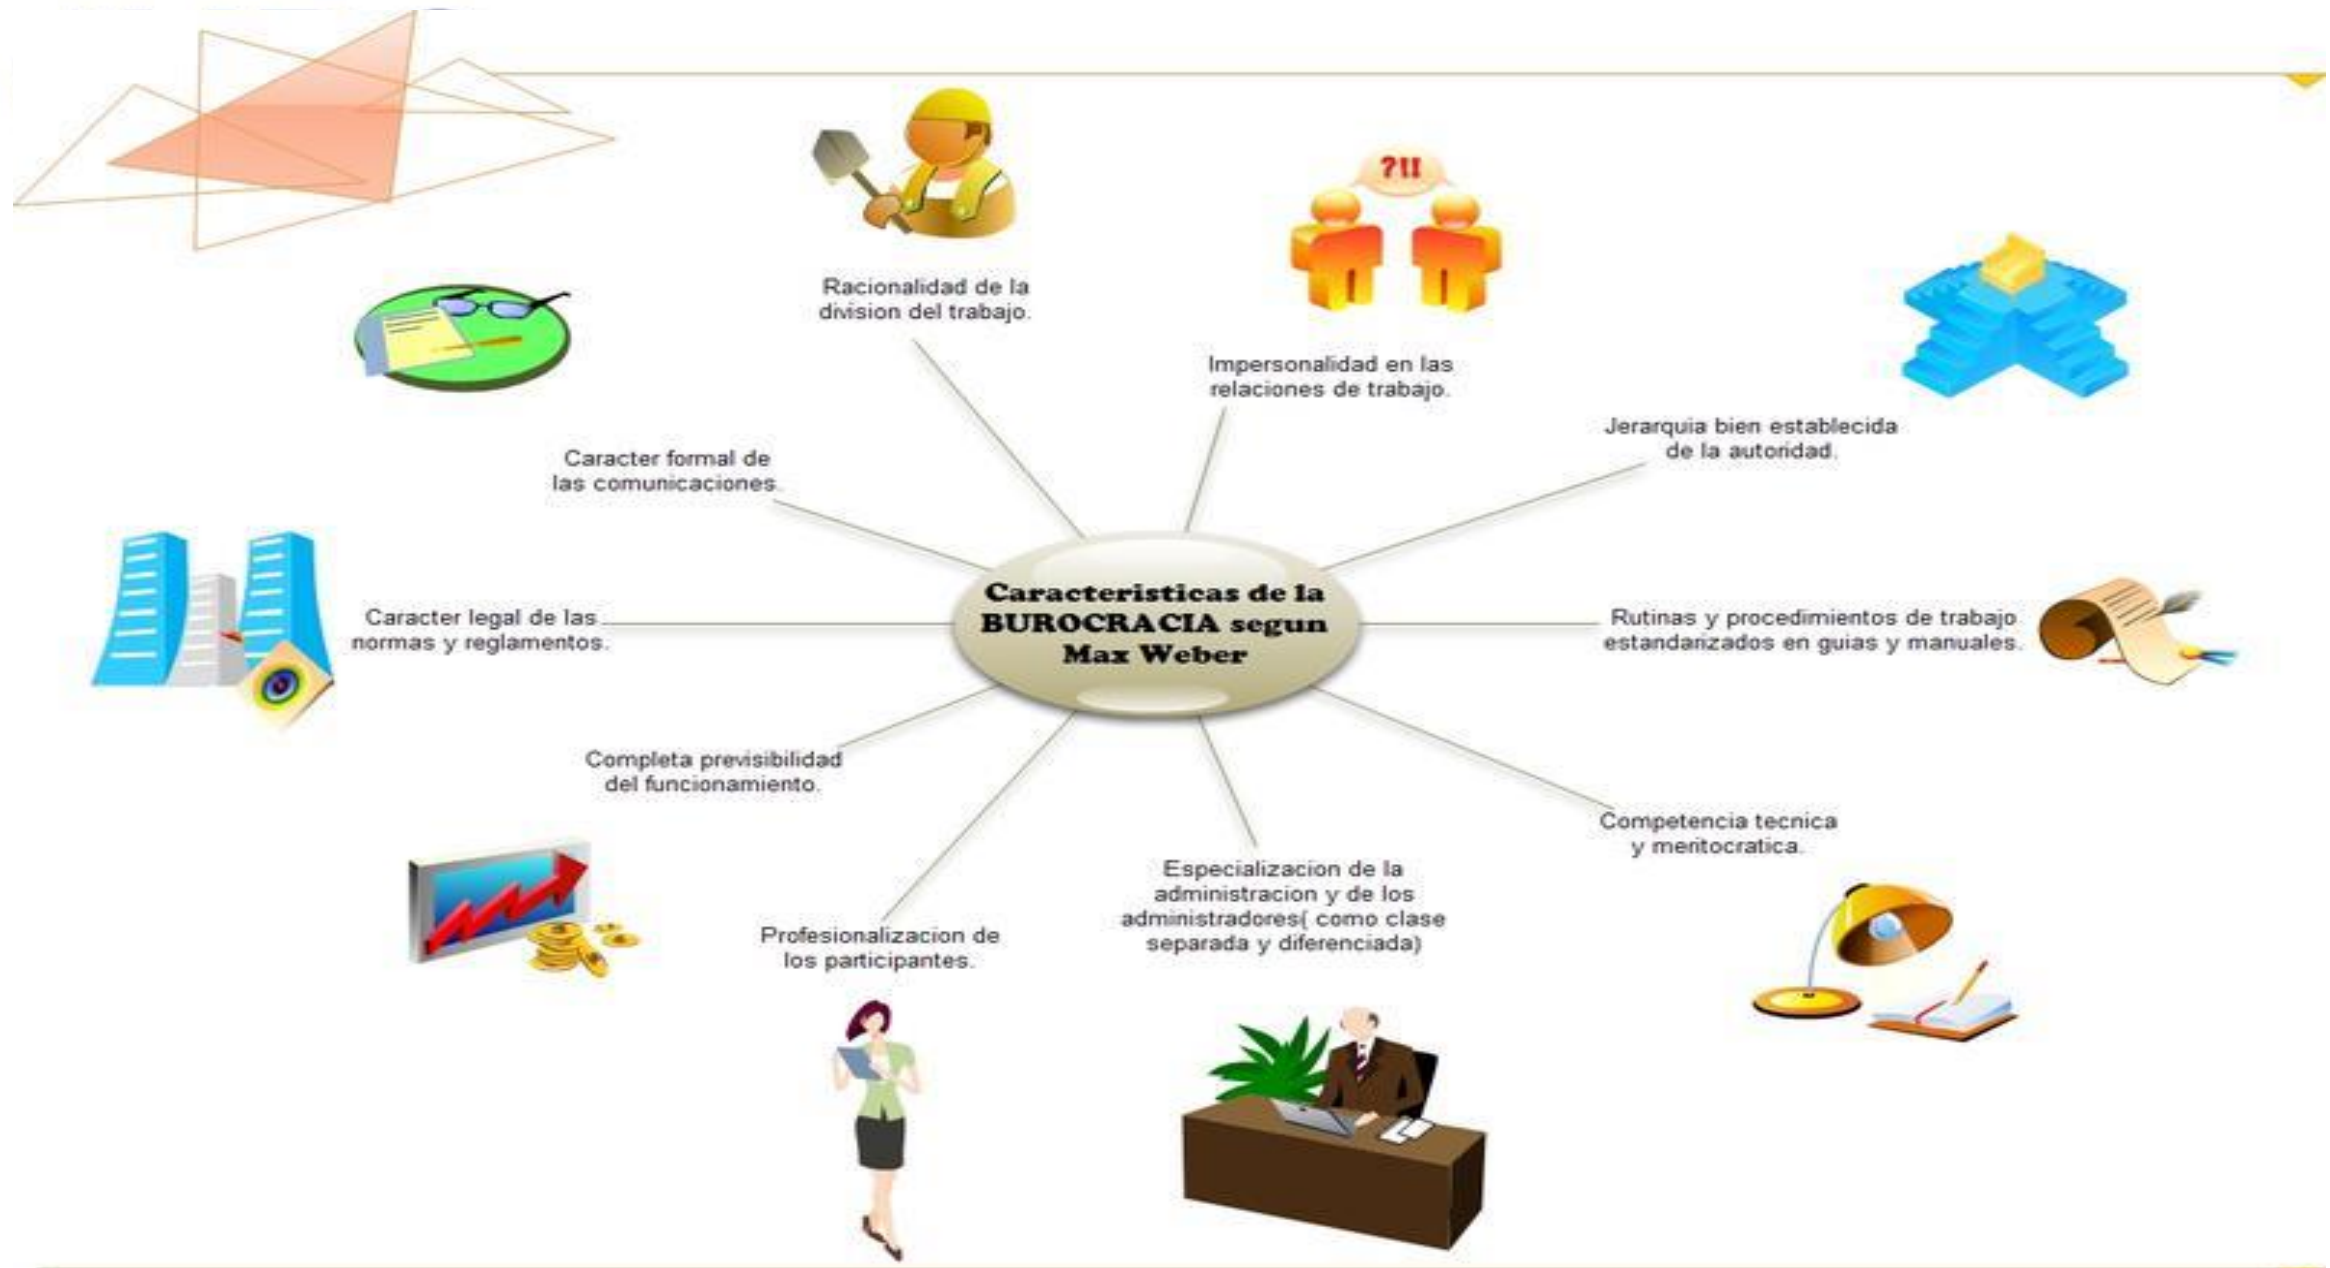 ?!!
Racionalidad de la
division del trabajo.
Impersonalidad en las
relaciones de trabajo.
Jerarquia bien establecida
de la autoridad.
Caracter formal de
las comunicaciones.
Caracteristicas de la
BUROCRACIA segun
Max Weber
Caracter legal de las
normas y reglamentos.
Rutinas y procedimientos de trabajo
estandarizados en guias y manuales.
Completa previsibilidad
del funcionamiento.
Competencia tecnica
y meritocratica.
Especializacion de la
administracion y de los
administradores( como clase
separada y diferenciada)
Profesionalizacion de
los participantes.